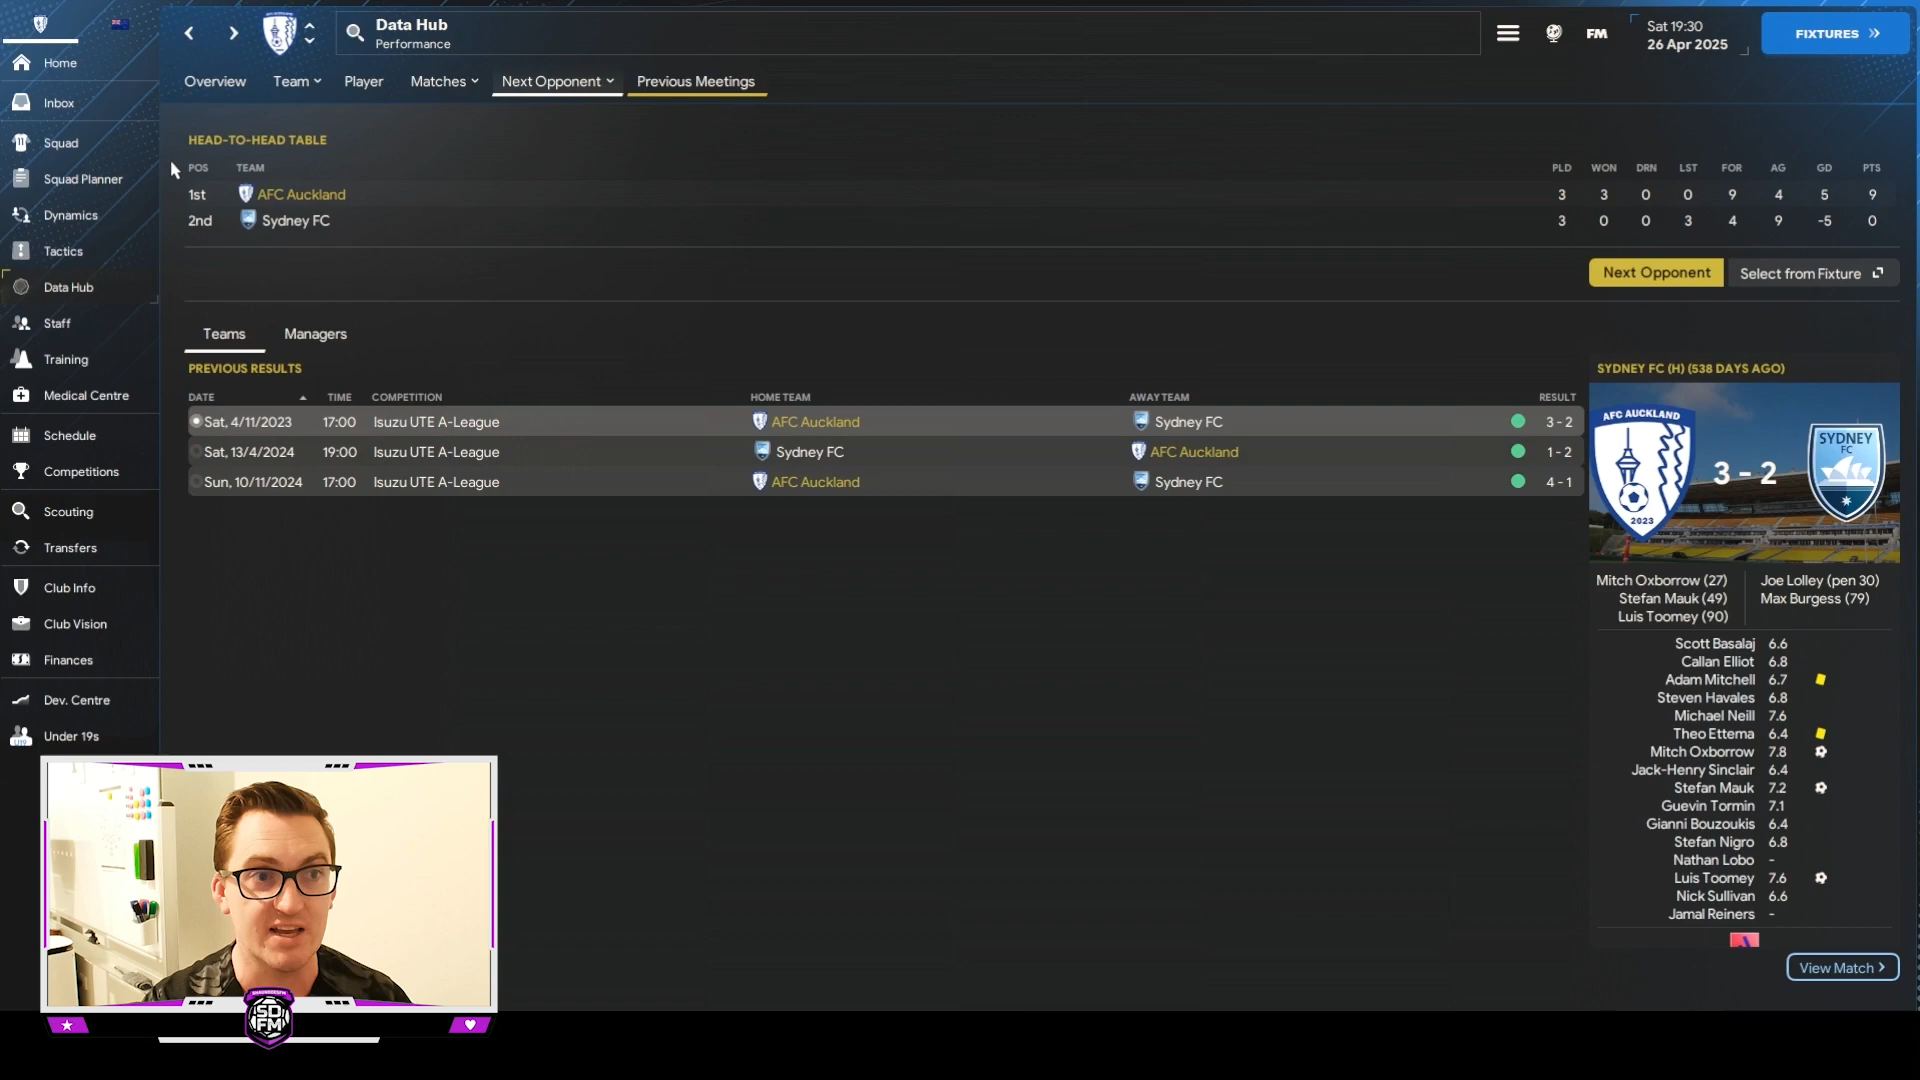 Data Hub
Performance
FM
Sat 19:30
26 Apr 2025
FIXTURES
Home
Inbox
Squad
Squad Planner
Dynamics
Tactics
Data Hub
Staff
Training
Medical Centre
Schedule
Competitions
Scouting
Transfers
Club Info
Club Vision
Finances
Dev. Centre
U19
Under 19s
Overview Team Player Matches Next Opponent Previous Meetings
HEAD-TO-HEAD TABLE
POS TEAM PLD WON DRN LST FOR AG GD PTS
1st AFC Auckland 3 3 0 0 9 4 5 9
2nd Sydney FC 3 0 0 3 4 9 -5 0
Next Opponent Select from Fixture
Teams Managers
PREVIOUS RESULTS
DATE TIME COMPETITION HOME TEAM AWAY TEAM RESULT
Sat, 4/11/2023 17:00 Isuzu UTE A-League AFC Auckland Sydney FC 3 - 2
Sat, 13/4/2024 19:00 Isuzu UTE A-League Sydney FC AFC Auckland 1 - 2
Sun, 10/11/2024 17:00 Isuzu UTE A-League AFC Auckland Sydney FC 4 - 1
SYDNEY FC (H) (538 DAYS AGO)
AFC AUCKLAND
2023
3 - 2
SYDNEY
FC
Mitch Oxborrow (27)
Stefan Mauk (49)
Luis Toomey (90)
Joe Lolley (pen 30)
Max Burgess (79)
Scott Basalaj 6.6
Callan Elliot 6.8
Adam Mitchell 6.7
Steven Havales 6.8
Michael Neill 7.6
Theo Ettema 6.4
Mitch Oxborrow 7.8
Jack-Henry Sinclair 6.4
Stefan Mauk 7.2
Guevin Tormin 7.1
Gianni Bouzoukis 6.4
Stefan Nigro 6.8
Nathan Lobo -
Luis Toomey 7.6
Nick Sullivan 6.6
Jamal Reiners -
View Match
SD
FM